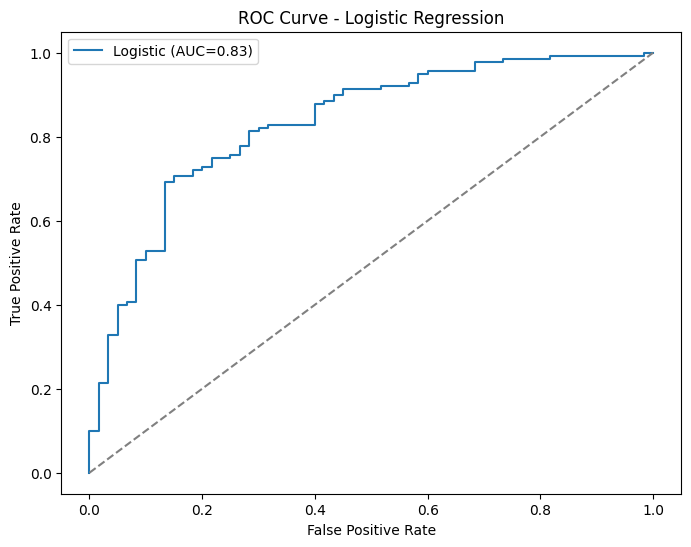 ROC Curve - Logistic Regression
Logistic (AUC=0.83)
True Positive Rate
1.0
0.8
0.6
0.4
0.2
0.0
0.0 0.2 0.4 0.6 0.8 1.0
False Positive Rate